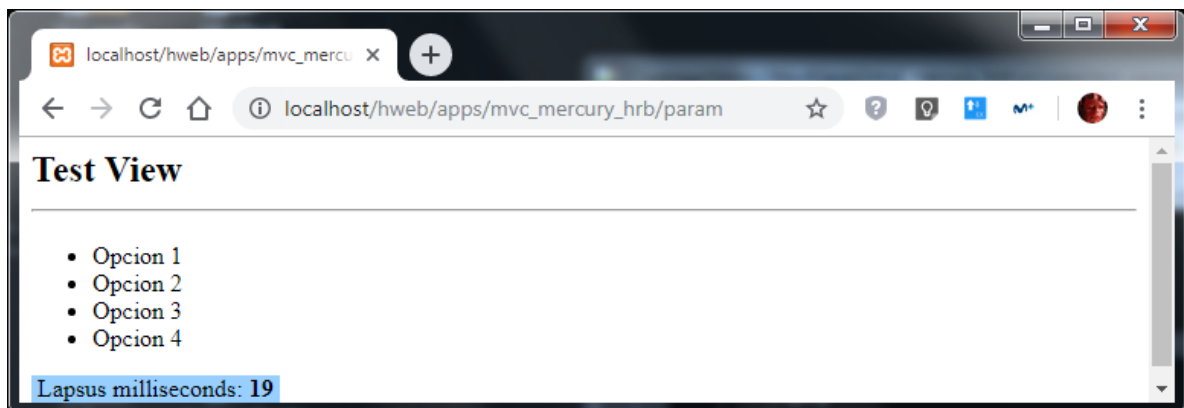 localhost/hweb/apps/mvc_mercu
localhost/hweb/apps/mvc_mercury_hrb/param
Test View
Opcion 1
Opcion 2
Opcion 3
Opcion 4
Lapsus milliseconds: 19